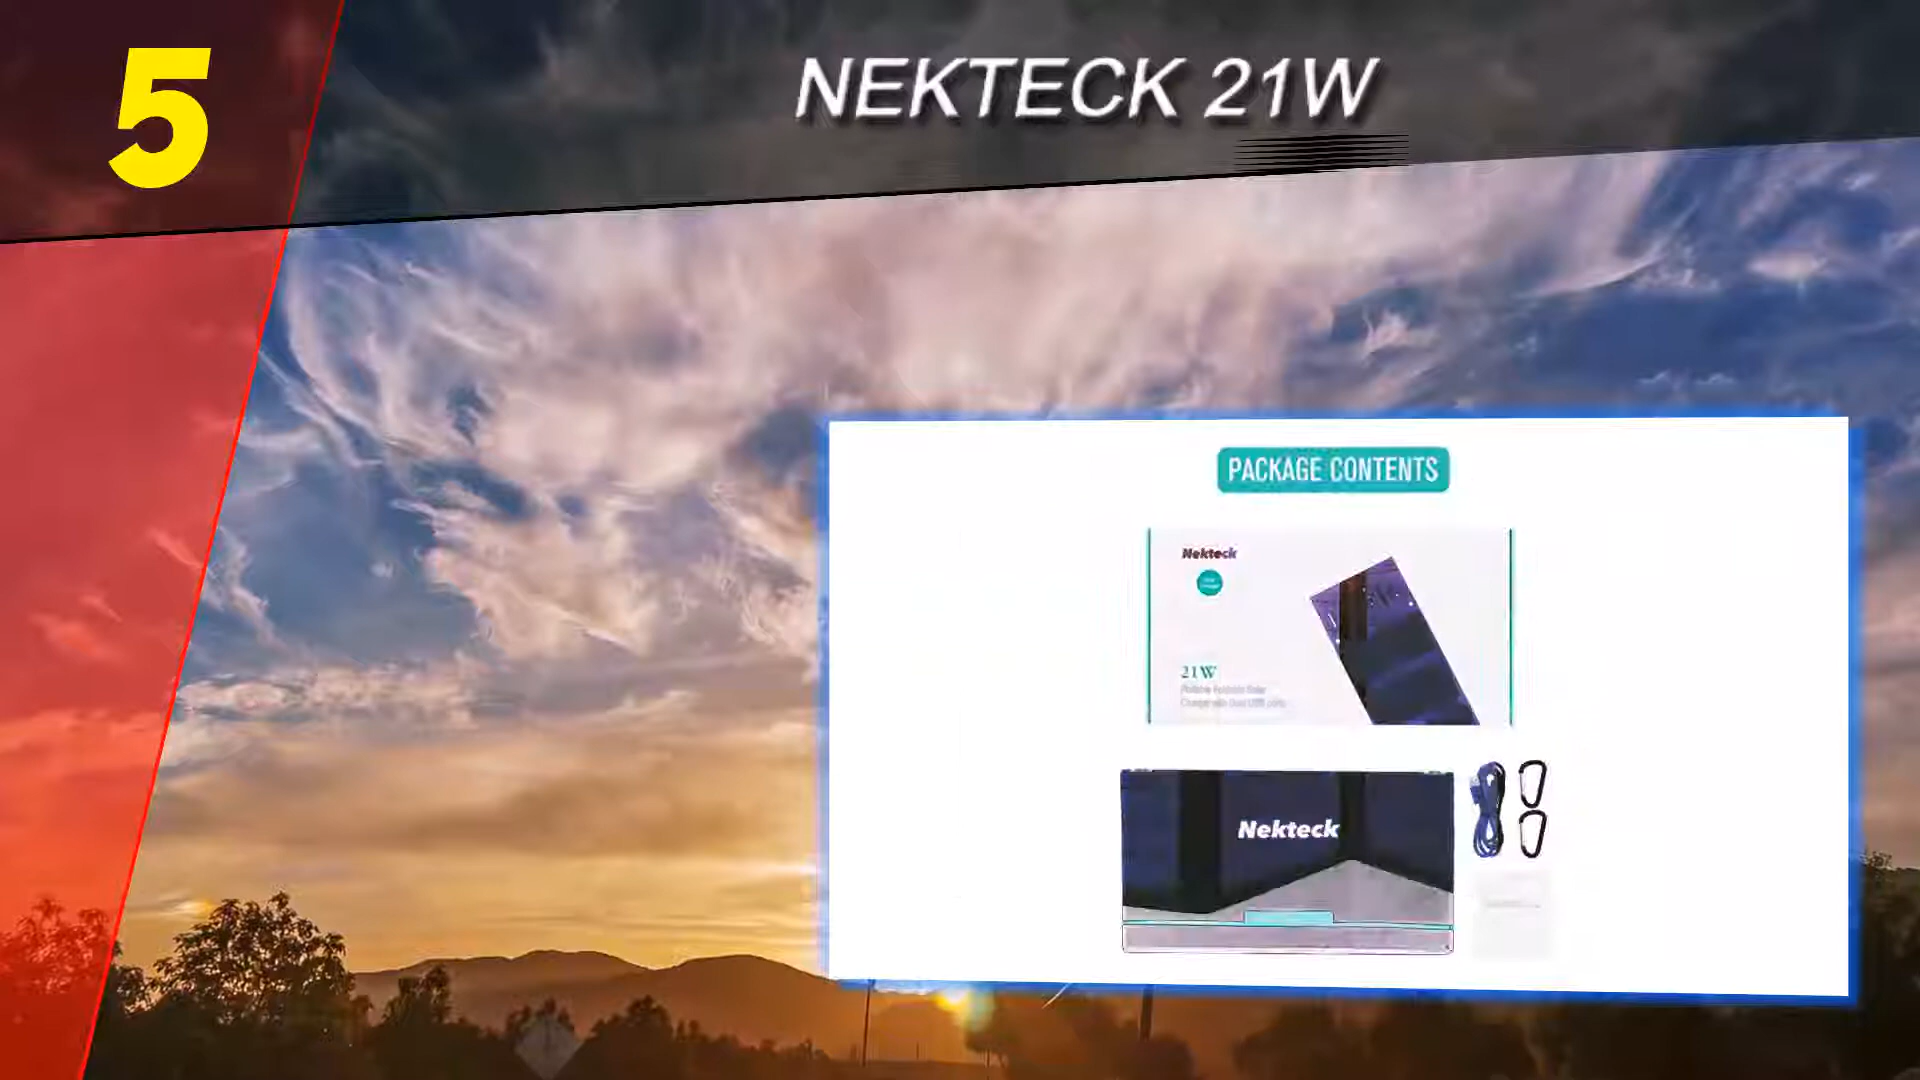 5
NEKTECK 21W
PACKAGE CONTENTS
Nekteck
21W
Nekteck